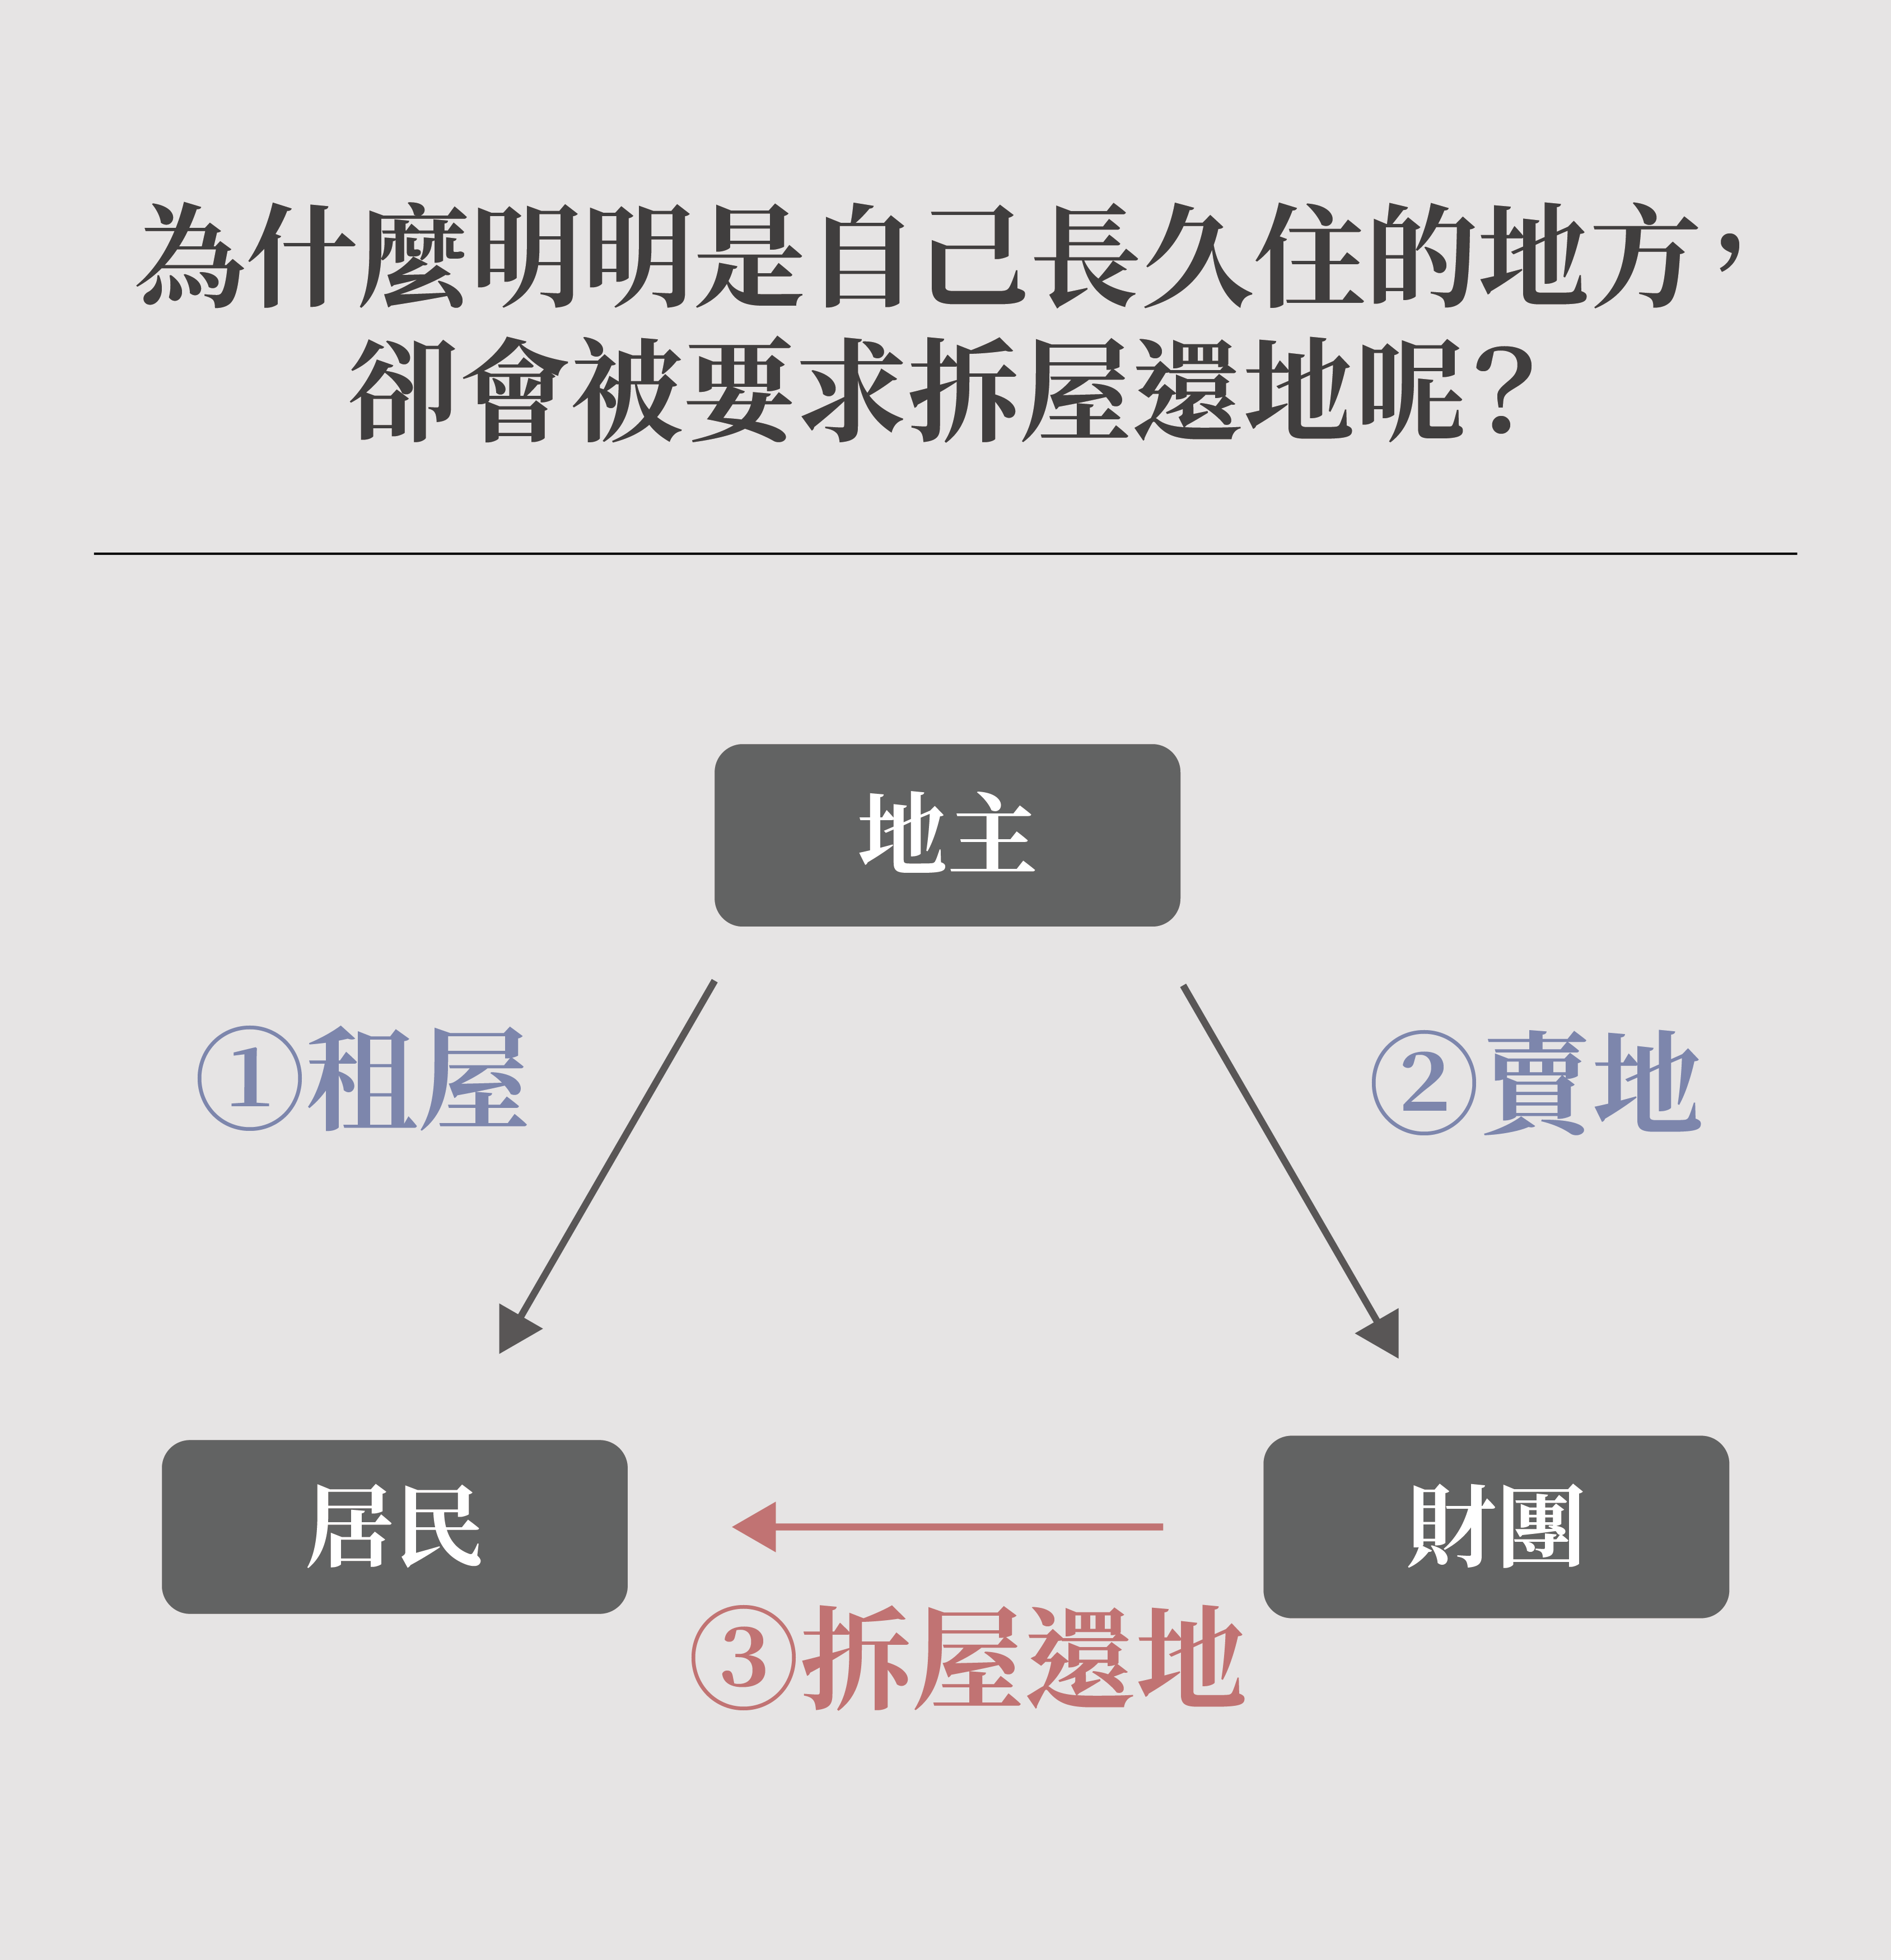 為什麼明明是自己長久住的地方，
卻會被要求拆屋還地呢？
地主
①租屋
②賣地
居民
財團
③拆屋還地